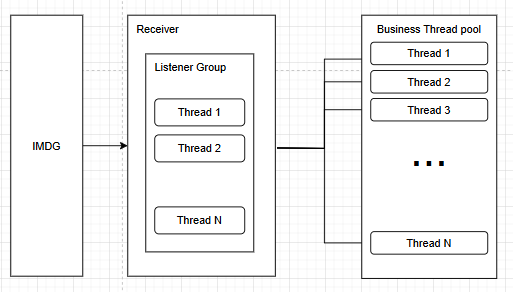 IMDG
Receiver
Listener Group
Thread 1
Thread 2
Thread N
Business Thread pool
Thread 1
Thread 2
Thread 3
...
Thread N